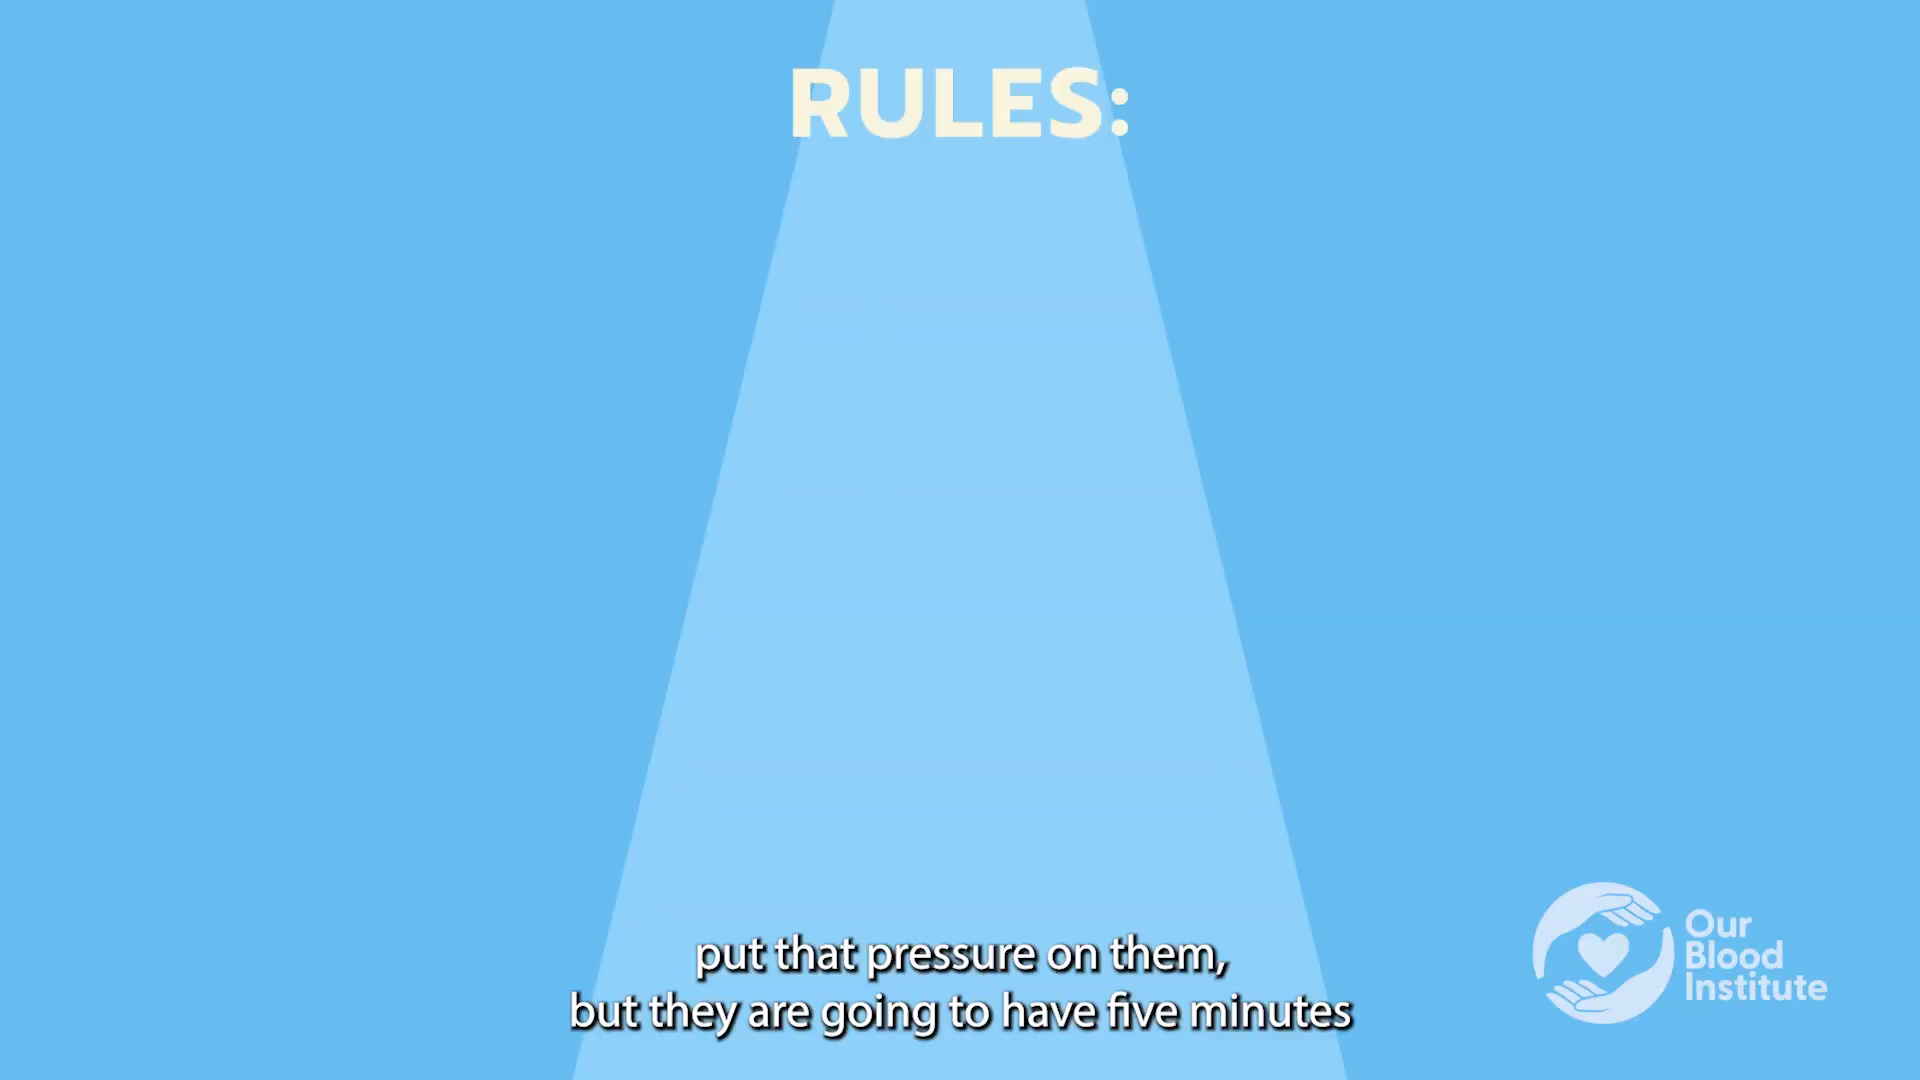 RULES:
put that pressure on them,
but they are going to have five minutes
Our
Blood
Institute